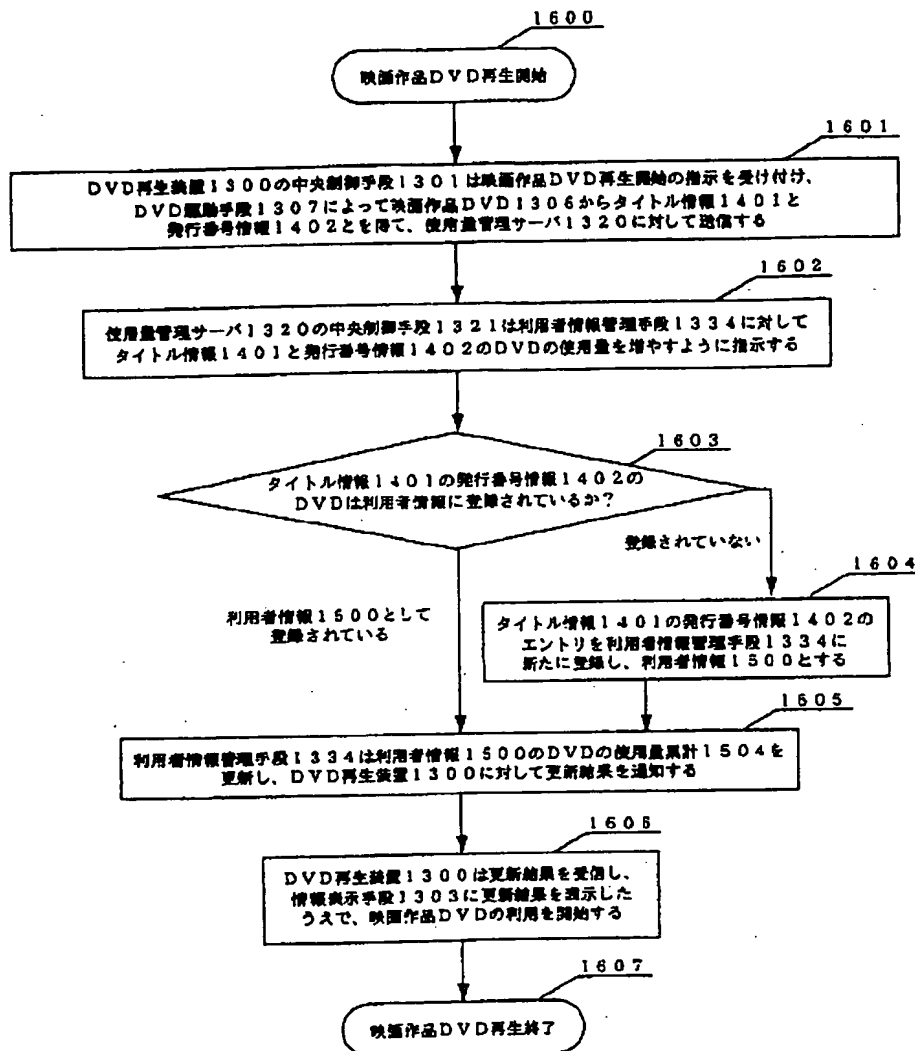 1600
映画作品DVD再生開始
1601
DVD再生装置1300の中央制御手段1301は映画作品DVD再生開始の指示を受け付け、
DVD駆動手段1307によって映画作品DVD1306からタイトル情報1401と
発行番号情報1402とを得て、使用量管理サーバ1320に対して送信する
1602
使用量管理サーバ1320の中央制御手段1321は利用者情報管理手段1334に対して
タイトル情報1401と発行番号情報1402のDVDの使用量を増やすように指示する
1603
タイトル情報1401の発行番号情報1402の
DVDは利用者情報に登録されているか?
登録されていない
1604
利用者情報1500として
登録されている
タイトル情報1401の発行番号情報1402の
エントリを利用者情報管理手段1334に
新たに登録し、利用者情報1500とする
1605
利用者情報管理手段1334は利用者情報1500のDVDの使用量累計1504を
更新し、DVD再生装置1300に対して更新結果を通知する
1606
DVD再生装置1300は更新結果を受信し、
情報表示手段1303に更新結果を表示した
うえで、映画作品DVDの利用を開始する
1607
映画作品DVD再生終了